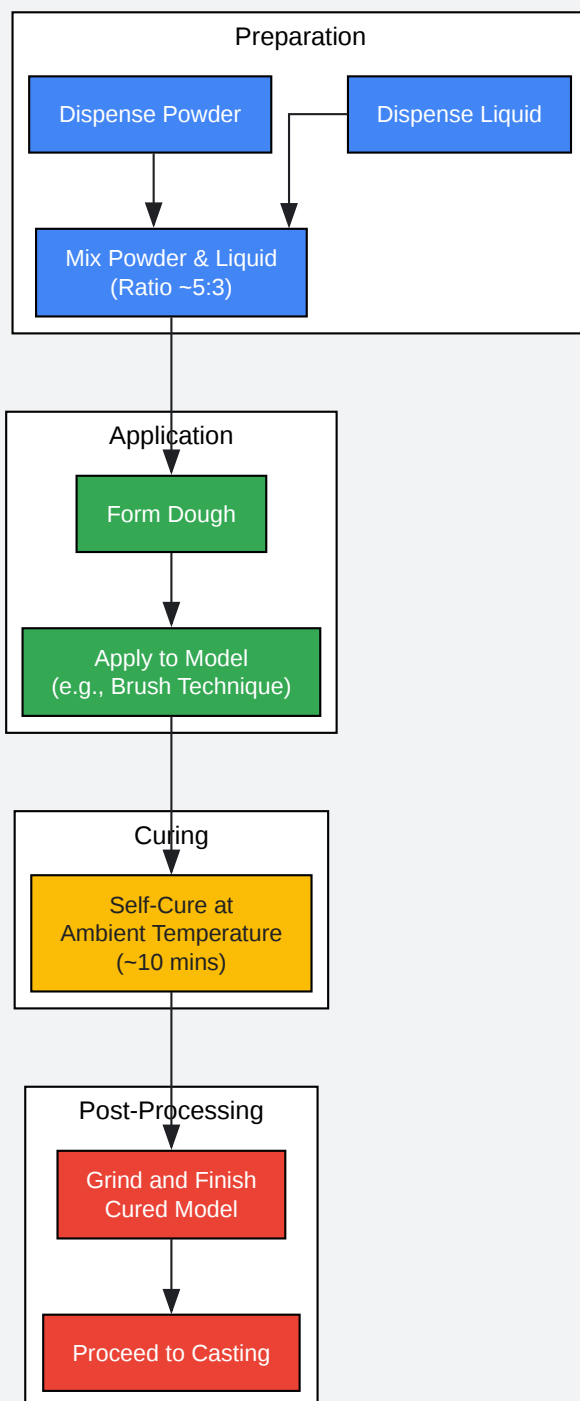 Preparation
Dispense Powder
Dispense Liquid
Mix Powder & Liquid
(Ratio ~5:3)
Application
Form Dough
Apply to Model
(e.g., Brush Technique)
Curing
Self-Cure at
Ambient Temperature
(~10 mins)
Post-Processing
Grind and Finish
Cured Model
Proceed to Casting